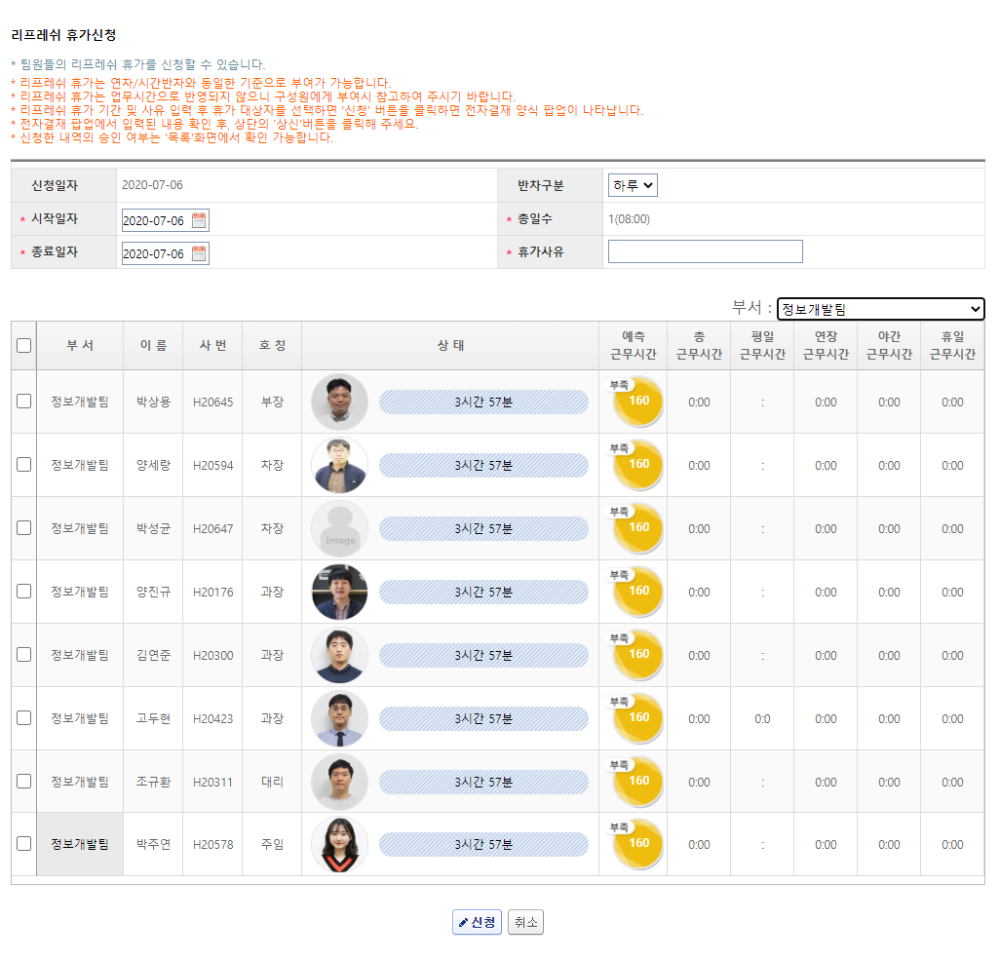 리프레쉬 휴가신청
* 팀원들의 리프레쉬 휴가를 신청할 수 있습니다.
* 리프레쉬 휴가는 연차/시간반차와 동일한 기준으로 부여가 가능합니다.
* 리프레쉬 휴가는 업무시간으로 반영되지 않으니 구성원에게 부여시 참고하여 주시기 바랍니다.
* 리프레쉬 휴가 기간 및 사유 입력 후 휴가 대상자를 선택하면 '신청' 버튼을 클릭하면 전자결재 양식 팝업이 나타납니다.
* 전자결재 팝업에서 입력된 내용 확인 후, 상단의 '상신'버튼을 클릭해 주세요.
* 신청한 내역의 승인 여부는 '목록'화면에서 확인 가능합니다.
신청일자 2020-07-06 반차구분 하루
* 시작일자 2020-07-06 * 총일수 1(08:00)
* 종료일자 2020-07-06 * 휴가사유
부서 : 정보개발팀
부 서 이 름 사 번 호 칭 상 태 예측 근무시간 총 근무시간 평일 근무시간 연장 근무시간 야간 근무시간 휴일 근무시간
정보개발팀 박상용 H20645 부장 3시간 57분 부족 160 0:00 : 0:00 0:00 0:00
정보개발팀 양세랑 H20594 차장 3시간 57분 부족 160 0:00 : 0:00 0:00 0:00
정보개발팀 박성균 H20647 차장 Image 3시간 57분 부족 160 0:00 : 0:00 0:00 0:00
정보개발팀 양진규 H20176 과장 3시간 57분 부족 160 0:00 : 0:00 0:00 0:00
정보개발팀 김연준 H20300 과장 3시간 57분 부족 160 0:00 : 0:00 0:00 0:00
정보개발팀 고두현 H20423 과장 3시간 57분 부족 160 0:00 0:0 0:00 0:00 0:00
정보개발팀 조규환 H20311 대리 3시간 57분 부족 160 0:00 : 0:00 0:00 0:00
정보개발팀 박주연 H20578 주임 3시간 57분 부족 160 0:00 : 0:00 0:00 0:00
신청 취소